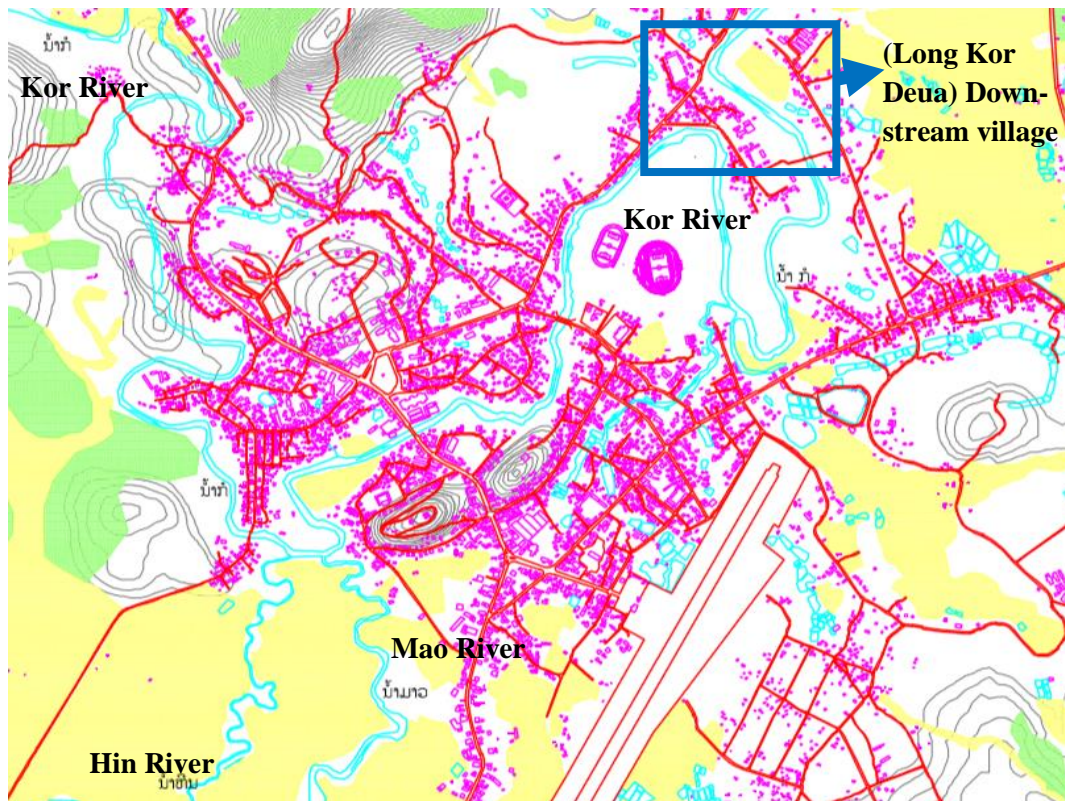 ນ້ຳກໍ
Kor River
(Long Kor
Deua) Down-
stream village
Kor River
ນ້ຳ ກໍ
ນ້ຳກໍ
Mao River
ນ້ຳມາວ
Hin River
ນ້ຳຫີນ